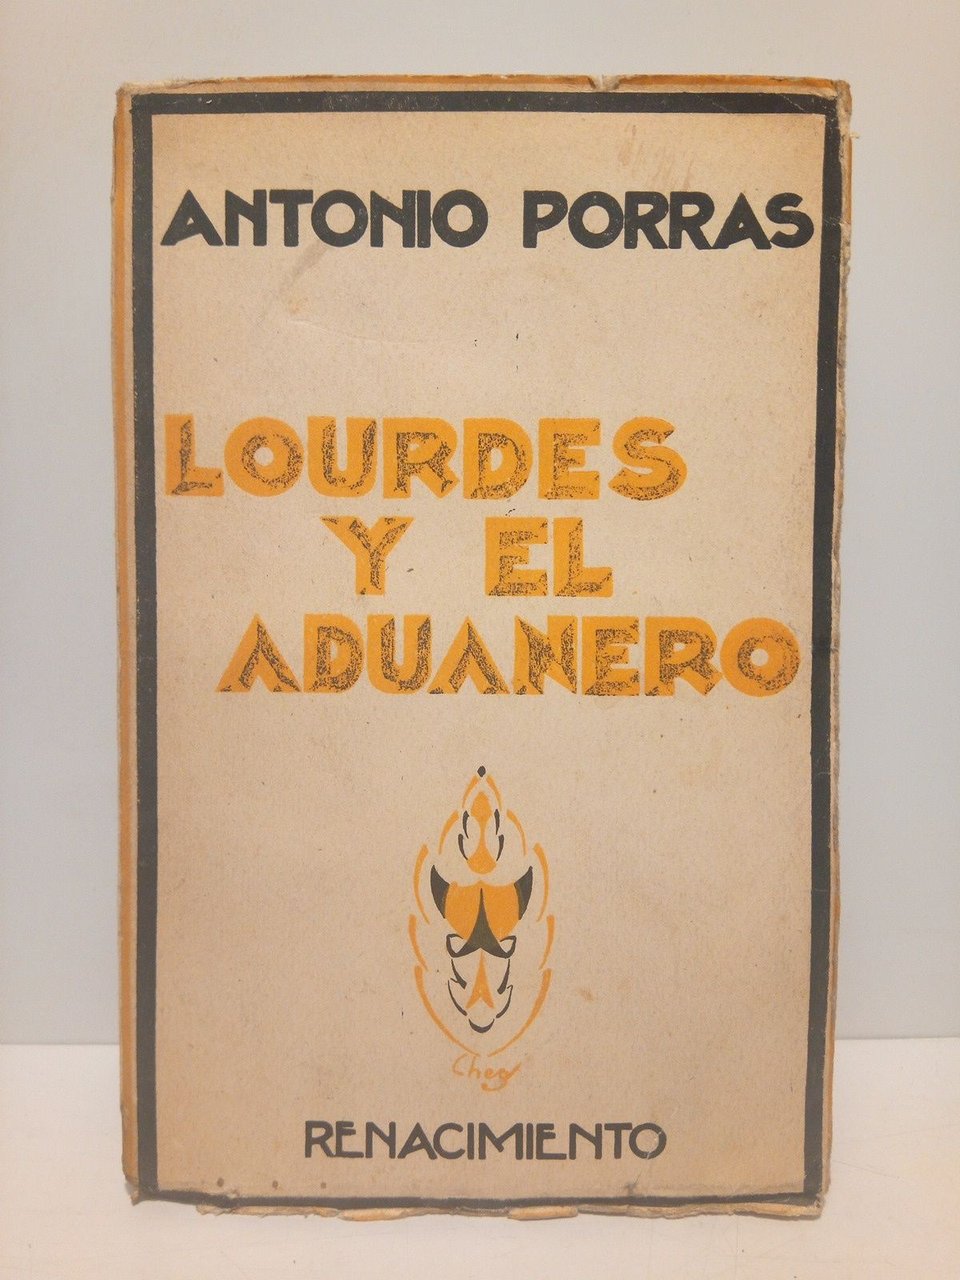 ANTONIO PORRAS
LOURDES
Y EL
ADUANERO
RENACIMIENTO